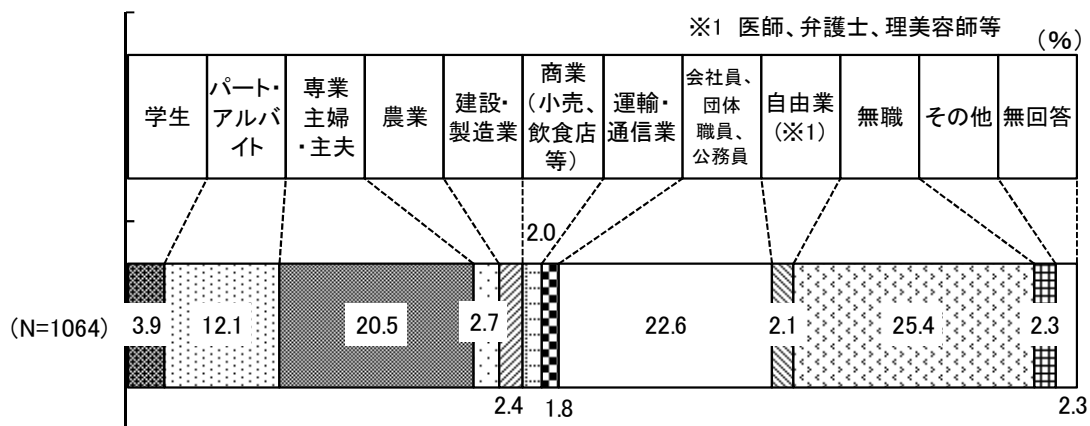 ※1 医師、弁護士、理美容師等
(%)
学生
パート・
アルバ
イト
専業
主婦
・主夫
農業
建設・
製造業
商業
(小売、
飲食店
等)
運輸・
通信業
会社員、
団体
職員、
公務員
自由業
(※1)
無職
その他
無回答
2.0
(N=1064)
3.9
12.1
20.5
2.7
22.6
2.1
25.4
2.3
2.4
1.8
2.3